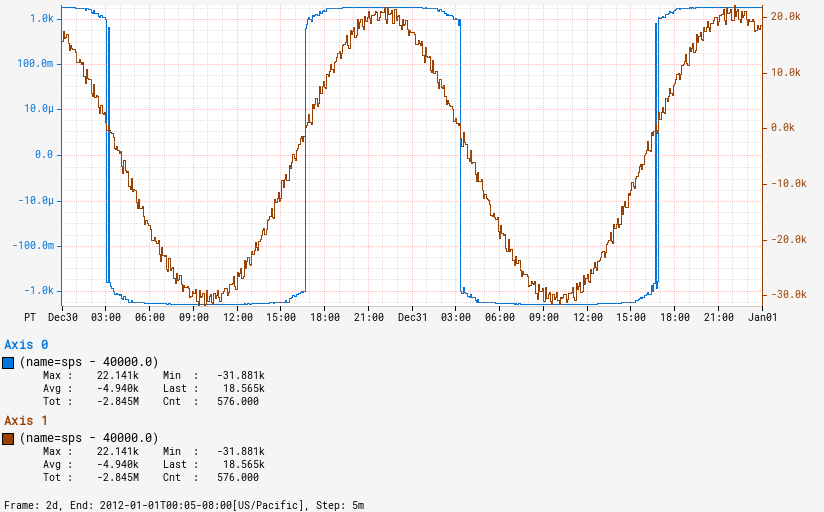 1.0k
100.0m
10.0µ
0.0
-10.0µ
-100.0m
-1.0k
20.0k
10.0k
0.0k
-10.0k
-20.0k
-30.0k
PT Dec30 03:00 06:00 09:00 12:00 15:00 18:00 21:00 Dec31 03:00 06:00 09:00 12:00 15:00 18:00 21:00 Jan01
Axis 0
(name=sps - 40000.0)
Max : 22.141k Min : -31.881k
Avg : -4.940k Last : 18.565k
Tot : -2.845M Cnt : 576.000
Axis 1
(name=sps - 40000.0)
Max : 22.141k Min : -31.881k
Avg : -4.940k Last : 18.565k
Tot : -2.845M Cnt : 576.000
Frame: 2d, End: 2012-01-01T00:05-08:00[US/Pacific], Step: 5m